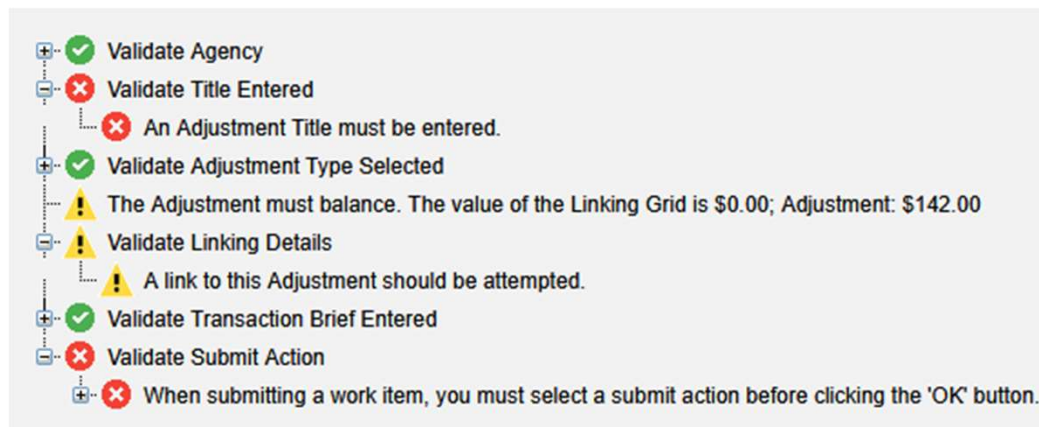 Validate Agency
Validate Title Entered
An Adjustment Title must be entered.
Validate Adjustment Type Selected
The Adjustment must balance. The value of the Linking Grid is $0.00; Adjustment: $142.00
Validate Linking Details
A link to this Adjustment should be attempted.
Validate Transaction Brief Entered
Validate Submit Action
When submitting a work item, you must select a submit action before clicking the 'OK' button.